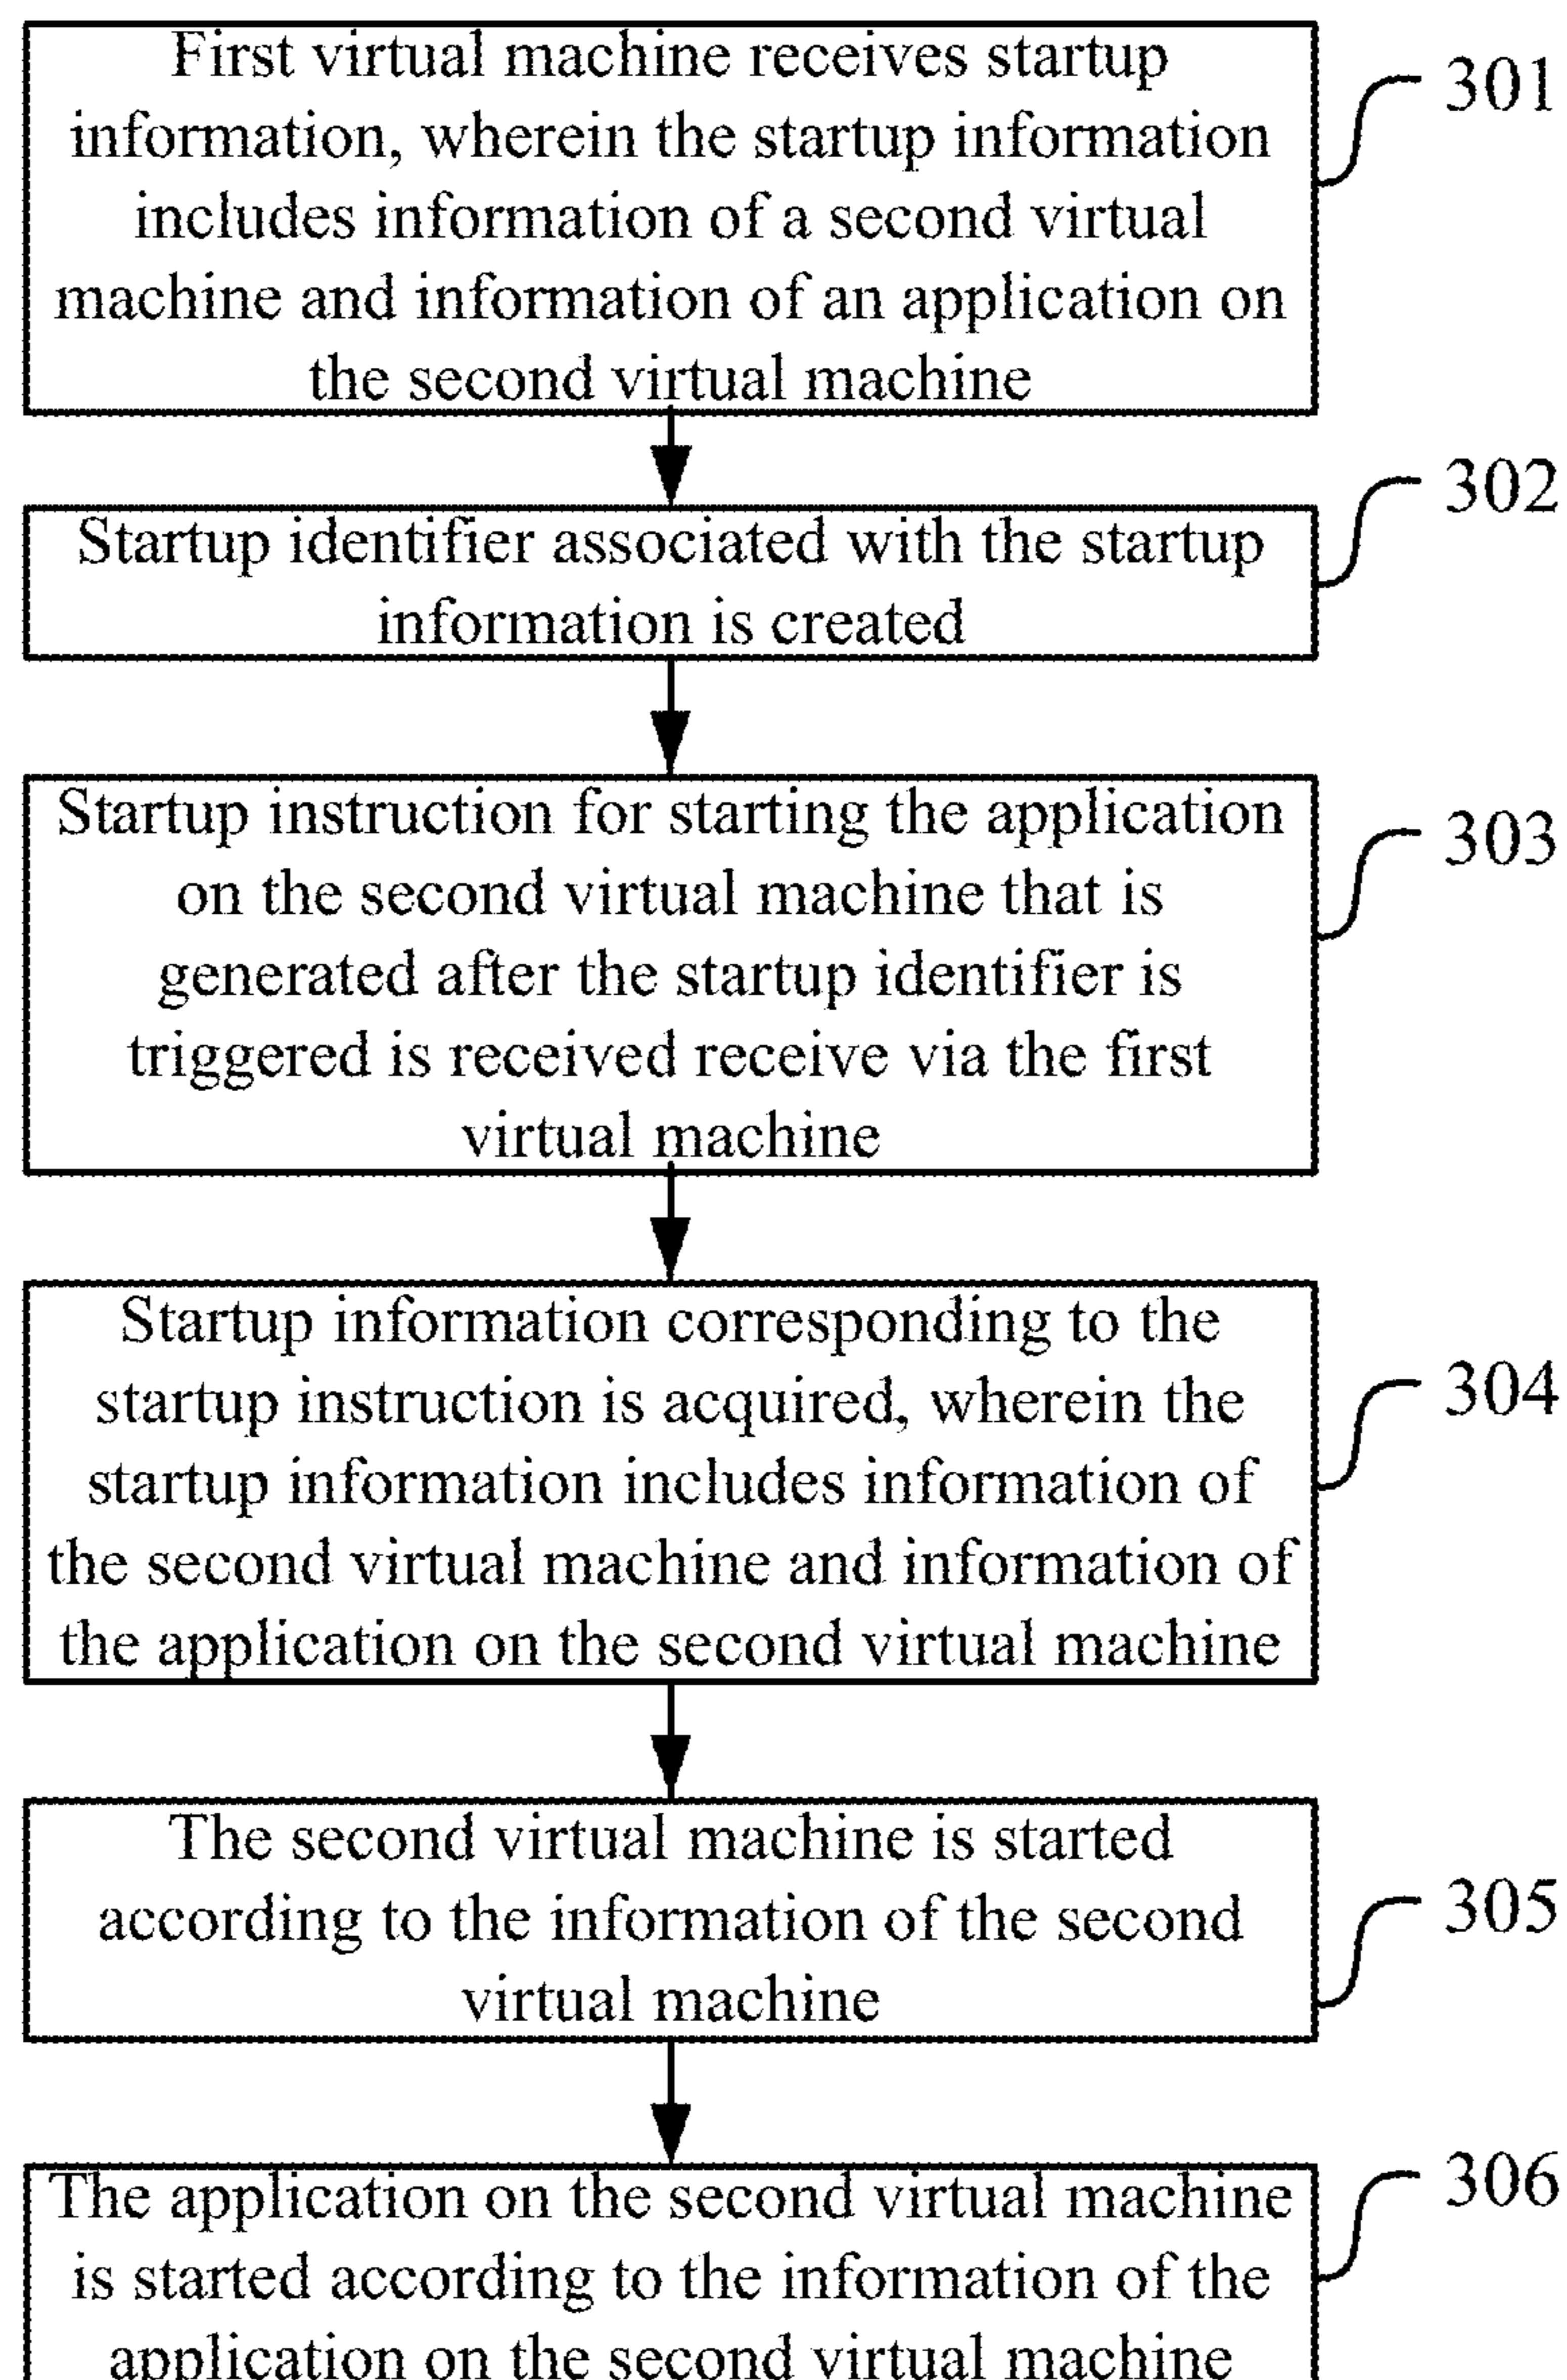 First virtual machine receives startup
information, wherein the startup information
includes information of a second virtual
machine and information of an application on
the second virtual machine
301
Startup identifier associated with the startup
information is created
302
Startup instruction for starting the application
on the second virtual machine that is
generated after the startup identifier is
triggered is received receive via the first
virtual machine
303
Startup information corresponding to the
startup instruction is acquired, wherein the
startup information includes information of
the second virtual machine and information of
the application on the second virtual machine
304
The second virtual machine is started
according to the information of the second
virtual machine
305
The application on the second virtual machine
is started according to the information of the
application on the second virtual machine
306